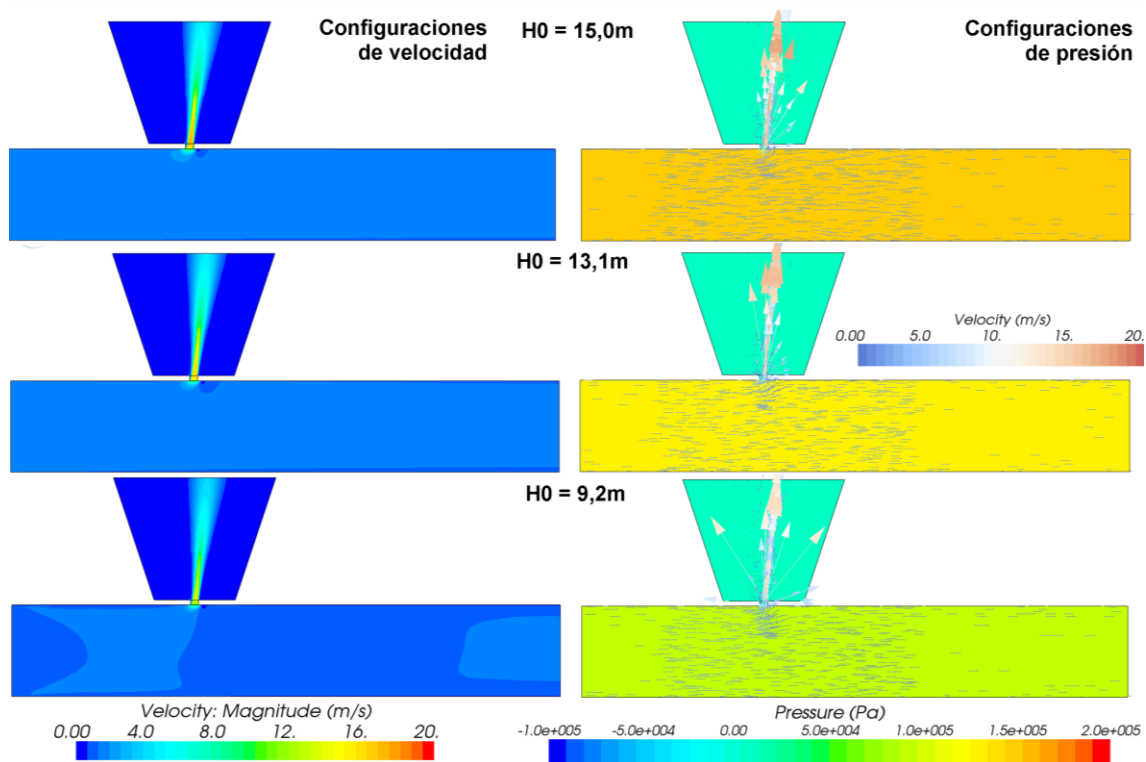 Configuraciones
de velocidad
H0 = 15,0m
Configuraciones
de presión
H0 = 13,1m
Velocity (m/s)
0.00 5.0 10. 15. 20.
H0 = 9,2m
Velocity: Magnitude (m/s)
0.00 4.0 8.0 12. 16. 20.
Pressure (Pa)
-1.0e+005 -5.0e+004 0.00 5.0e+004 1.0e+005 1.5e+005 2.0e+005